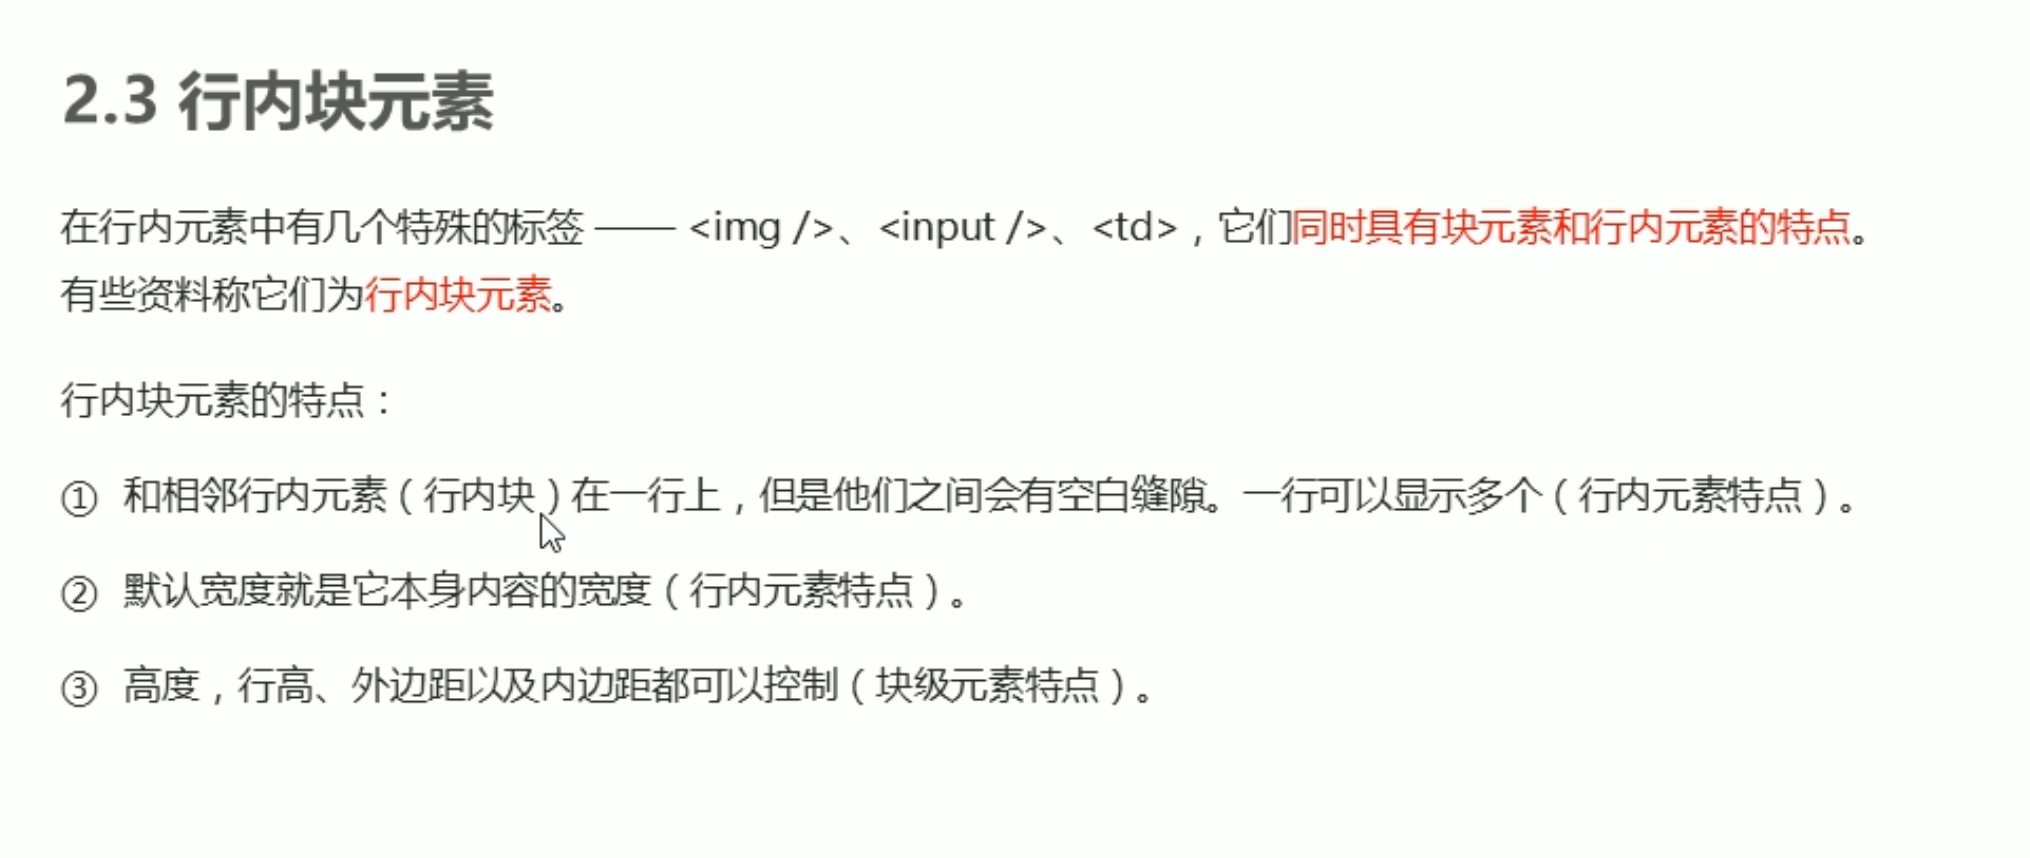 2.3 行内块元素
在行内元素中有几个特殊的标签 —— <img />、<input />、<td>，它们同时具有块元素和行内元素的特点。
有些资料称它们为行内块元素。
行内块元素的特点：
① 和相邻行内元素（行内块）在一行上，但是他们之间会有空白缝隙。一行可以显示多个（行内元素特点）。
② 默认宽度就是它本身内容的宽度（行内元素特点）。
③ 高度，行高、外边距以及内边距都可以控制（块级元素特点）。